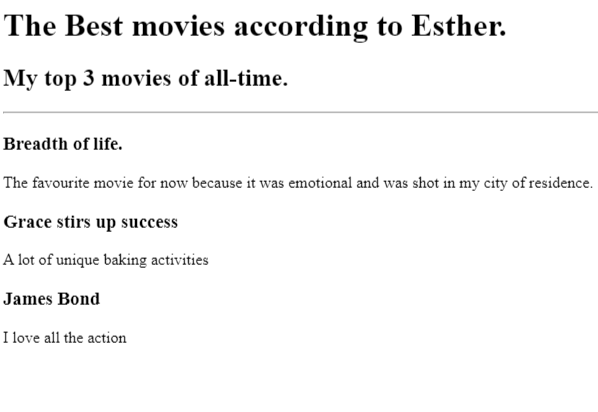 The Best movies according to Esther.
My top 3 movies of all-time.
Breadth of life.
The favourite movie for now because it was emotional and was shot in my city of residence.
Grace stirs up success
A lot of unique baking activities
James Bond
I love all the action